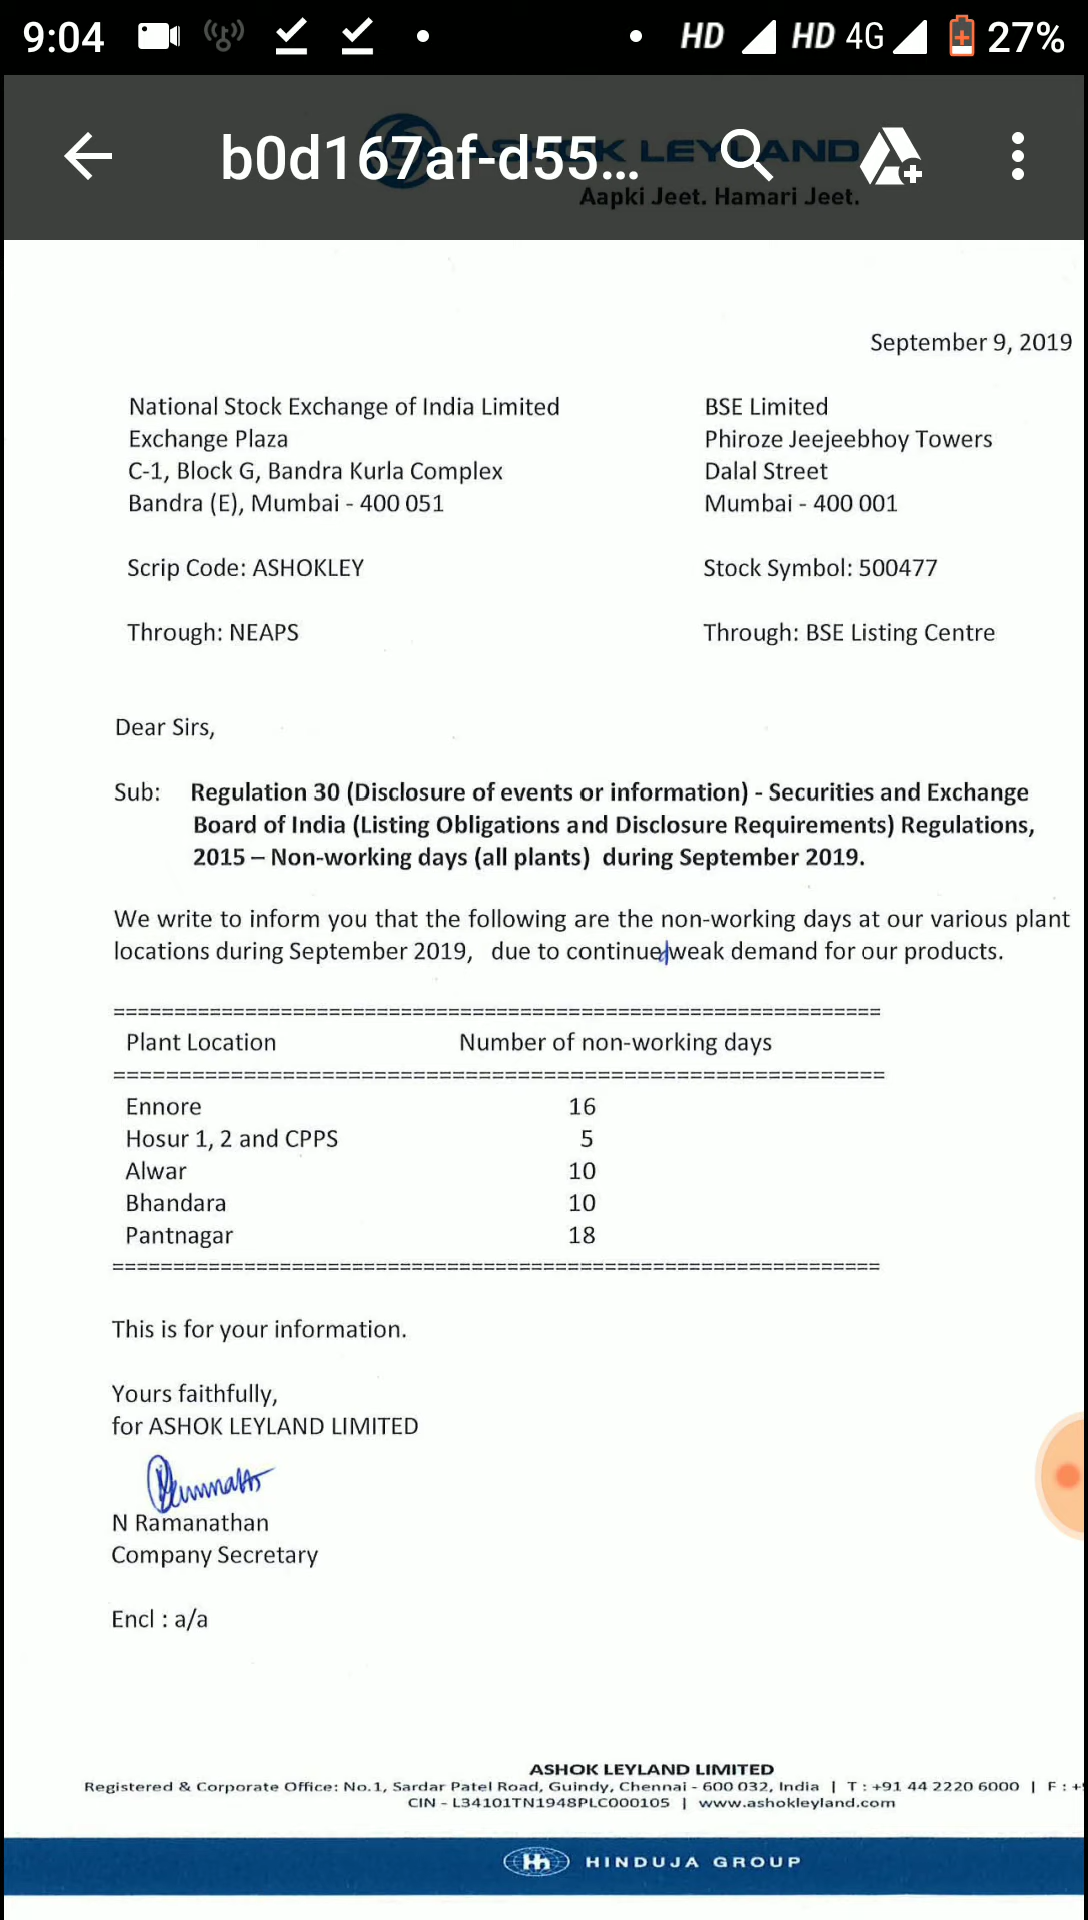 9:04 HD HD 4G 27%
b0d167af-d55...
ASHOK LEYLAND
Aapki Jeet. Hamari Jeet.
September 9, 2019
National Stock Exchange of India Limited
Exchange Plaza
C-1, Block G, Bandra Kurla Complex
Bandra (E), Mumbai - 400 051
Scrip Code: ASHOKLEY
Through: NEAPS
BSE Limited
Phiroze Jeejeebhoy Towers
Dalal Street
Mumbai - 400 001
Stock Symbol: 500477
Through: BSE Listing Centre
Dear Sirs,
Sub: Regulation 30 (Disclosure of events or information) - Securities and Exchange
Board of India (Listing Obligations and Disclosure Requirements) Regulations,
2015 – Non-working days (all plants) during September 2019.
We write to inform you that the following are the non-working days at our various plant
locations during September 2019, due to continued weak demand for our products.
Plant Location Number of non-working days
Ennore 16
Hosur 1, 2 and CPPS 5
Alwar 10
Bhandara 10
Pantnagar 18
This is for your information.
Yours faithfully,
for ASHOK LEYLAND LIMITED
N Ramanathan
Company Secretary
Encl : a/a
ASHOK LEYLAND LIMITED
Registered & Corporate Office: No.1, Sardar Patel Road, Guindy, Chennai - 600 032, India | T : +91 44 2220 6000 | F : +
CIN - L34101TN1948PLC000105 | www.ashokleyland.com
HINDUJA GROUP